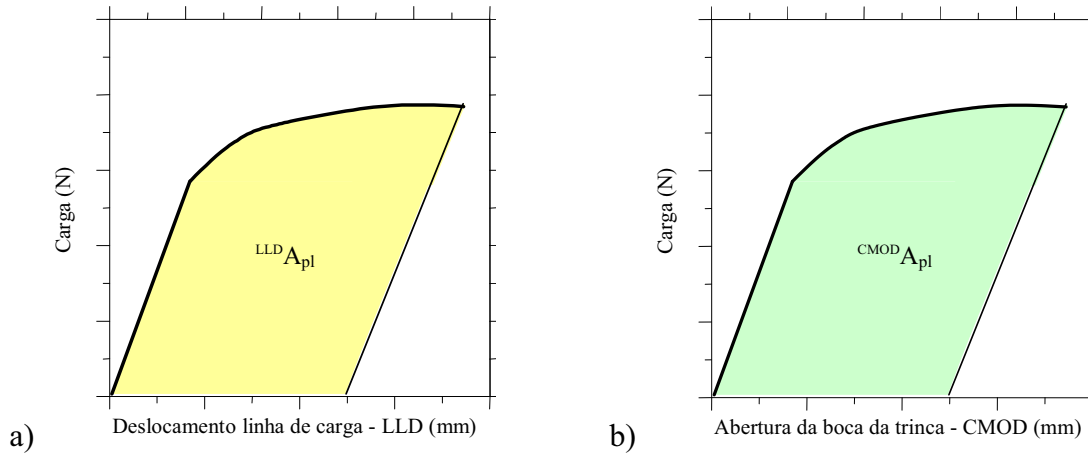 Carga (N)
LLDApl
Deslocamento linha de carga - LLD (mm)
a)
Carga (N)
CMODApl
Abertura da boca da trinca - CMOD (mm)
b)